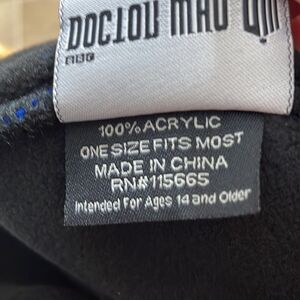 DOCTOR WHO
BBC
100% ACRYLIC
ONE SIZE FITS MOST
MADE IN CHINA
RN#115665
Intended For Ages 14 and Older